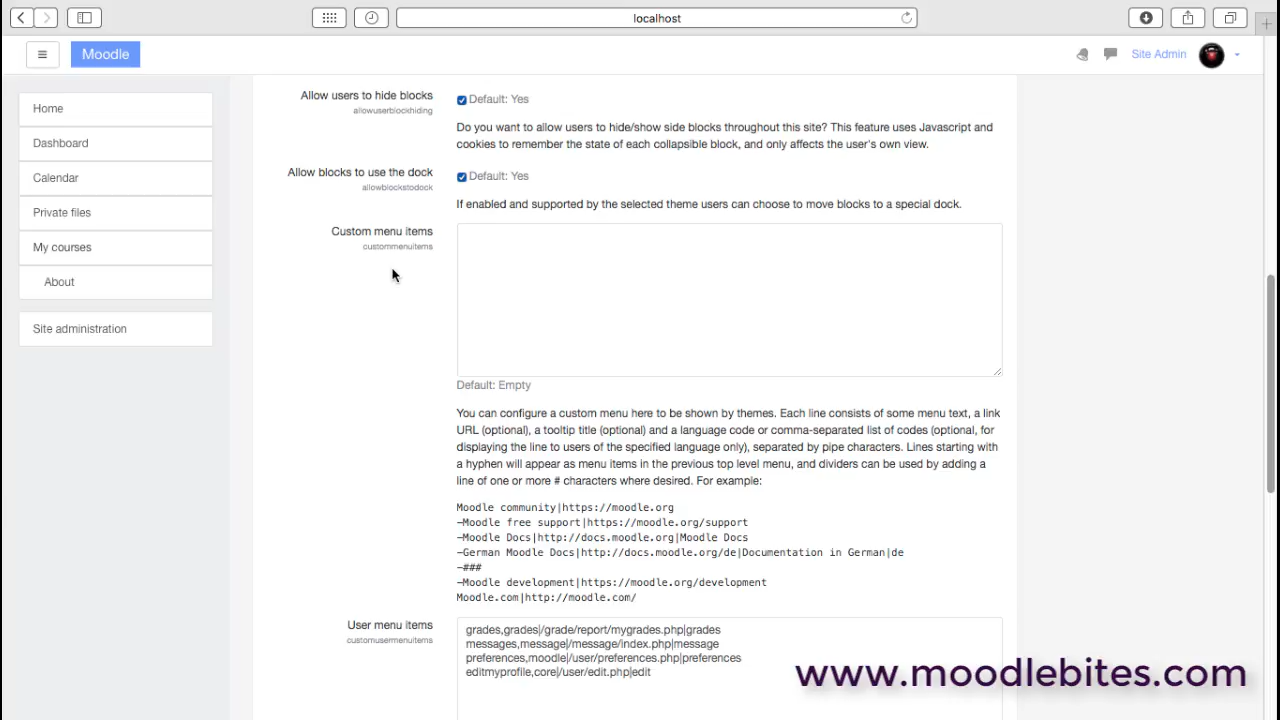 localhost
Moodle
Site Admin
Home
Dashboard
Calendar
Private files
My courses
About
Site administration
Allow users to hide blocks
allowuserblockhiding
Default: Yes
Do you want to allow users to hide/show side blocks throughout this site? This feature uses Javascript and
cookies to remember the state of each collapsible block, and only affects the user's own view.
Allow blocks to use the dock
allowblockstodock
Default: Yes
If enabled and supported by the selected theme users can choose to move blocks to a special dock.
Custom menu items
custommenuitems
Default: Empty
You can configure a custom menu here to be shown by themes. Each line consists of some menu text, a link
URL (optional), a tooltip title (optional) and a language code or comma-separated list of codes (optional, for
displaying the line to users of the specified language only), separated by pipe characters. Lines starting with
a hyphen will appear as menu items in the previous top level menu, and dividers can be used by adding a
line of one or more # characters where desired. For example:
Moodle community|https://moodle.org
-Moodle free support|https://moodle.org/support
-Moodle Docs|http://docs.moodle.org|Moodle Docs
-German Moodle Docs|http://docs.moodle.org/de|Documentation in German|de
-###
-Moodle development|https://moodle.org/development
Moodle.com|http://moodle.com/
User menu items
customusermenuitems
grades,grades|/grade/report/mygrades.php|grades
messages,message|/message/index.php|message
preferences,moodle|/user/preferences.php|preferences
editmyprofile,core|/user/edit.php|edit
www.moodlebites.com